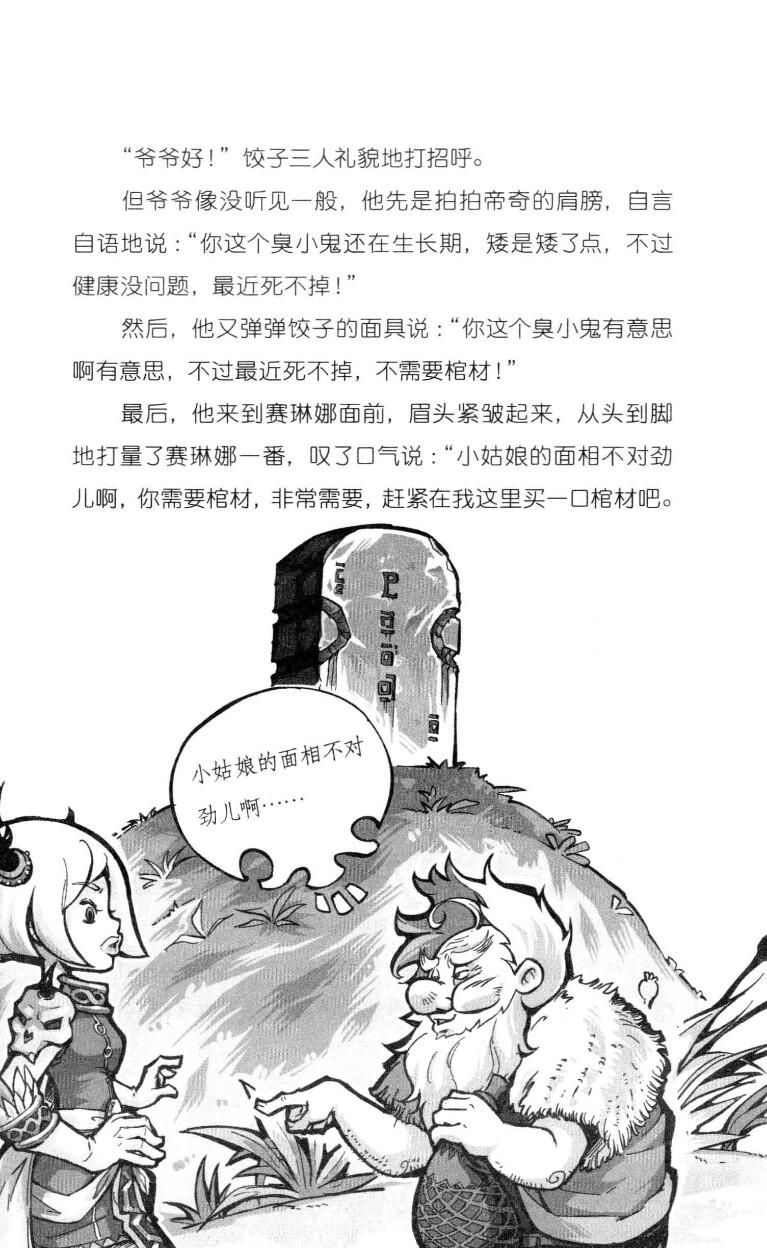 “爷爷好！”饺子三人礼貌地打招呼。
但爷爷像没听见一般，他先是拍拍帝奇的肩膀，自言
自语地说：“你这个臭小鬼还在生长期，矮是矮了点，不过
健康没问题，最近死不掉！”
然后，他又弹弹饺子的面具说：“你这个臭小鬼有意思
啊有意思，不过最近死不掉，不需要棺材！”
最后，他来到赛琳娜面前，眉头紧皱起来，从头到脚
地打量了赛琳娜一番，叹了口气说：“小姑娘的面相不对劲
儿啊，你需要棺材，非常需要，赶紧在我这里买一口棺材吧。
小姑娘的面相不对
劲儿啊……